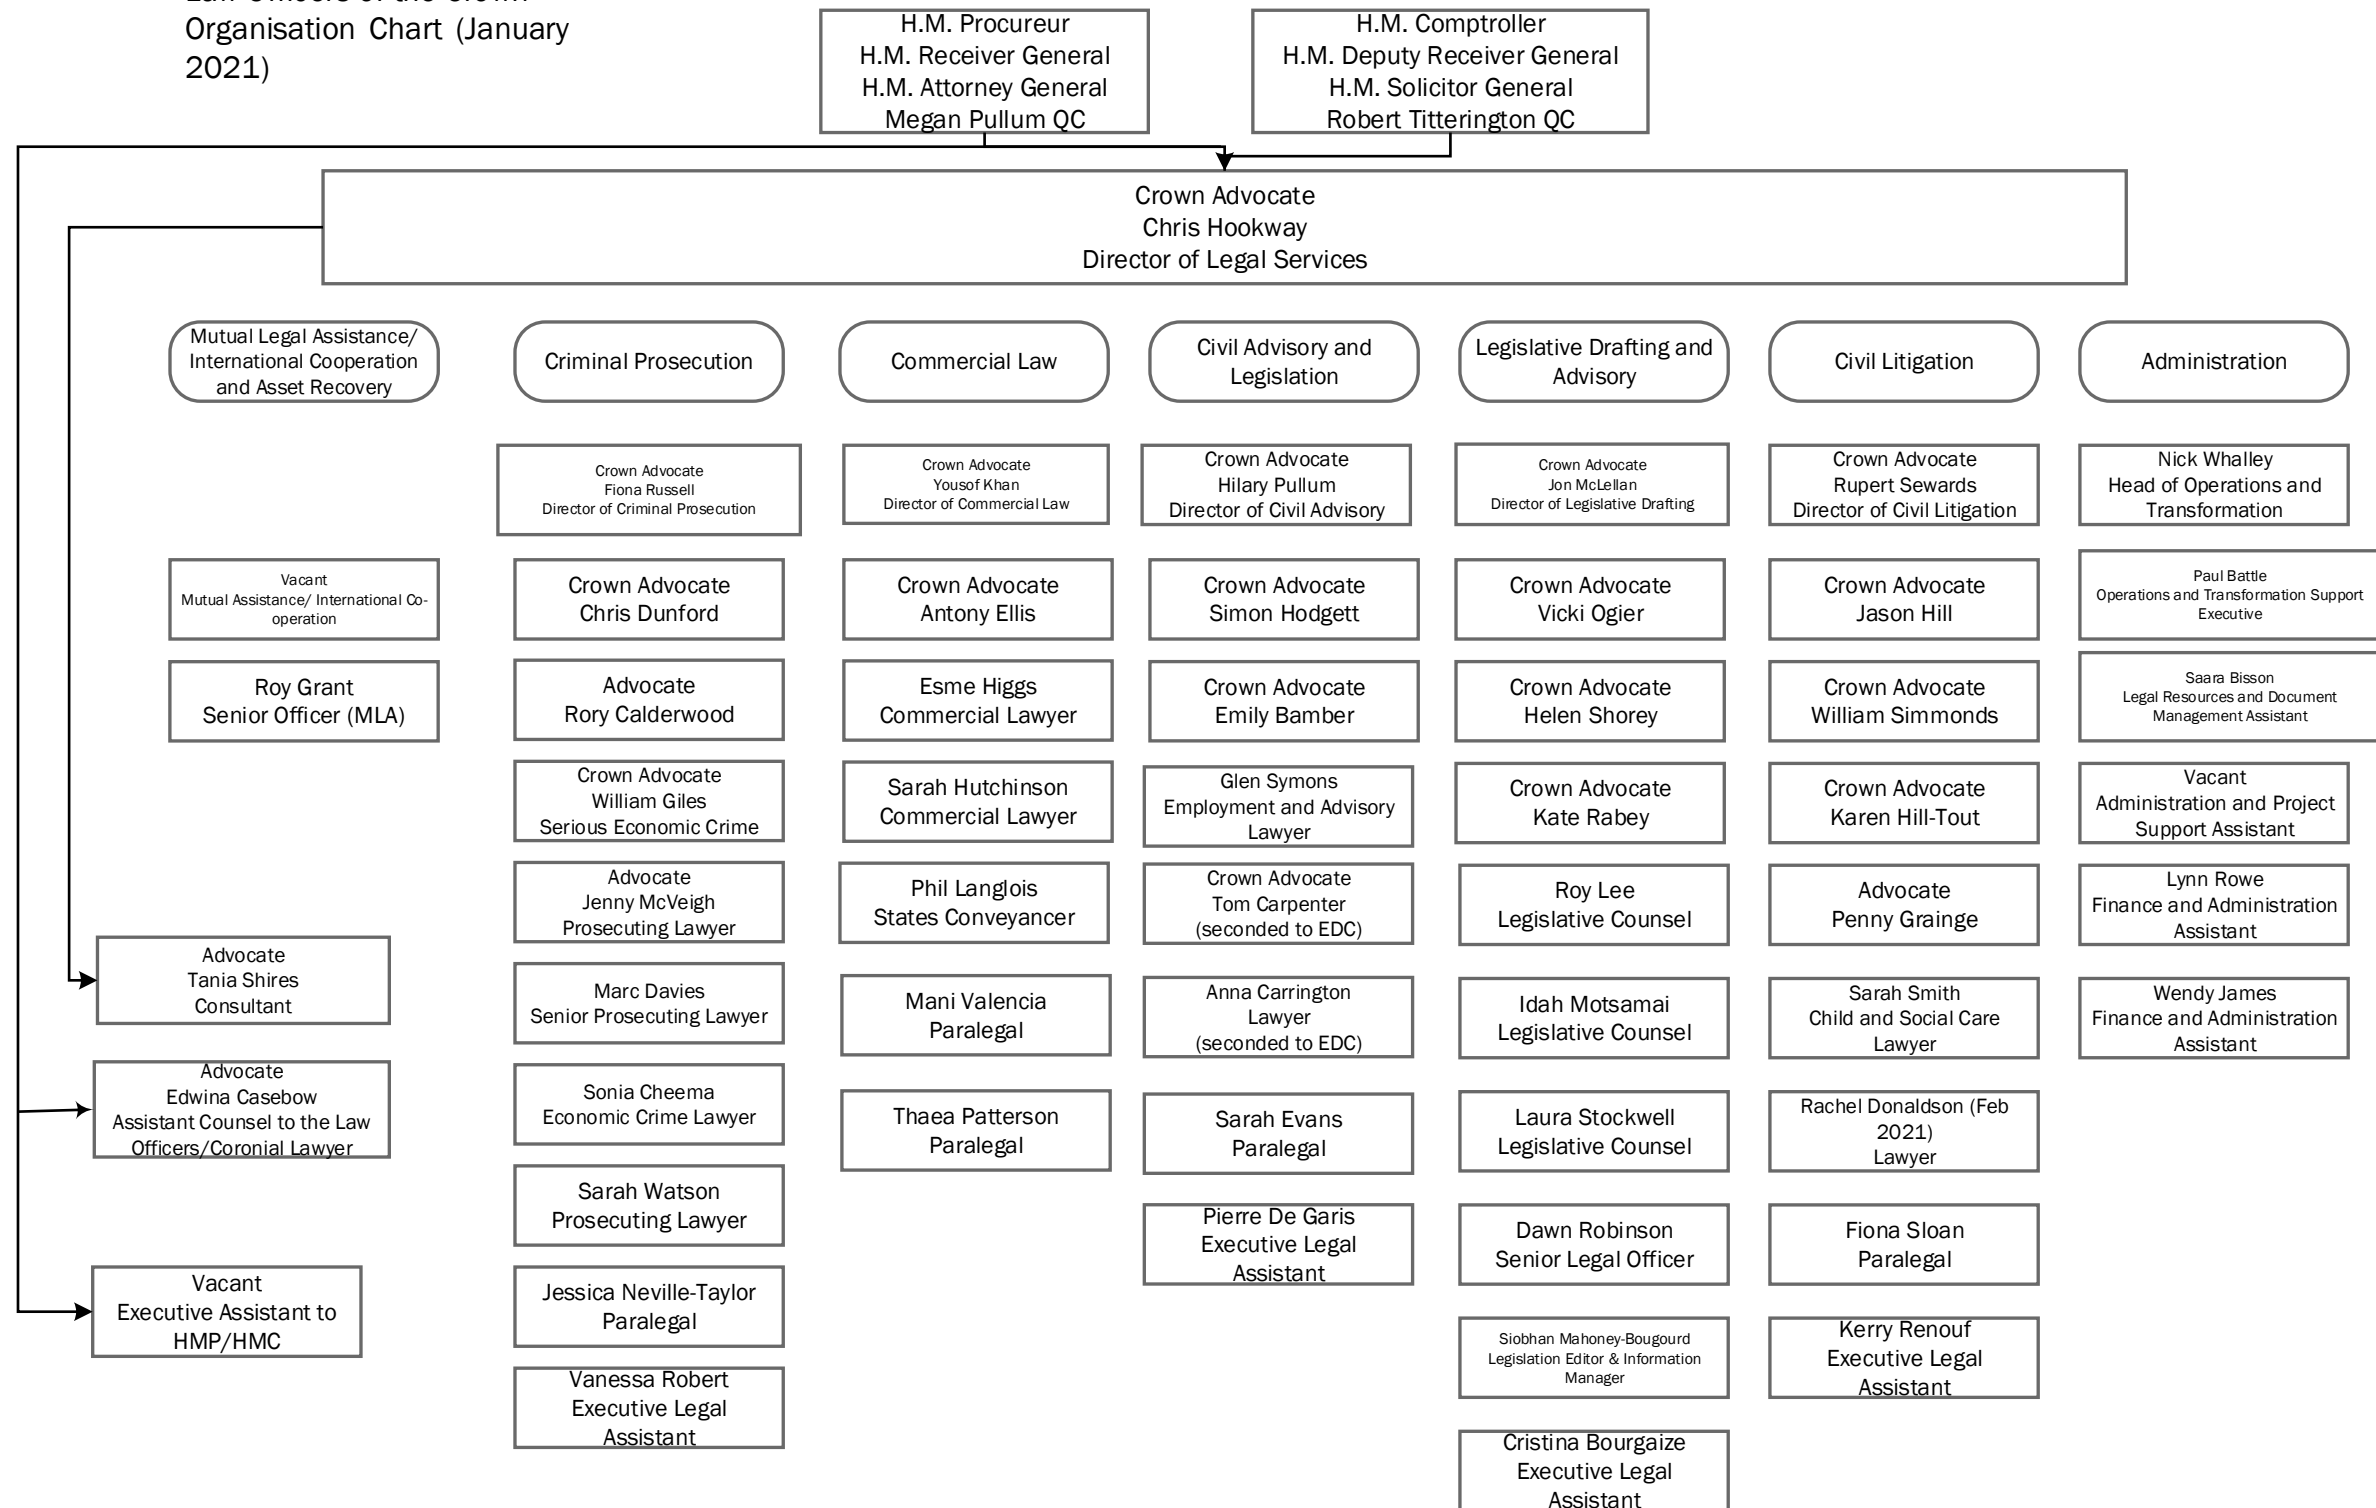 Organisation Chart (January
2021)
H.M. Procureur
H.M. Receiver General
H.M. Attorney General
Megan Pullum QC
H.M. Comptroller
H.M. Deputy Receiver General
H.M. Solicitor General
Robert Titterington QC
Crown Advocate
Chris Hookway
Director of Legal Services
Mutual Legal Assistance/
International Cooperation
and Asset Recovery
Vacant
Mutual Assistance/ International Co-
operation
Roy Grant
Senior Officer (MLA)
Advocate
Tania Shires
Consultant
Advocate
Edwina Casebow
Assistant Counsel to the Law
Officers/Coronial Lawyer
Vacant
Executive Assistant to
HMP/HMC
Criminal Prosecution
Crown Advocate
Fiona Russell
Director of Criminal Prosecution
Crown Advocate
Chris Dunford
Advocate
Rory Calderwood
Crown Advocate
William Giles
Serious Economic Crime
Advocate
Jenny McVeigh
Prosecuting Lawyer
Marc Davies
Senior Prosecuting Lawyer
Sonia Cheema
Economic Crime Lawyer
Sarah Watson
Prosecuting Lawyer
Jessica Neville-Taylor
Paralegal
Vanessa Robert
Executive Legal
Assistant
Commercial Law
Crown Advocate
Yousof Khan
Director of Commercial Law
Crown Advocate
Antony Ellis
Esme Higgs
Commercial Lawyer
Sarah Hutchinson
Commercial Lawyer
Phil Langlois
States Conveyancer
Mani Valencia
Paralegal
Thaea Patterson
Paralegal
Civil Advisory and
Legislation
Crown Advocate
Hilary Pullum
Director of Civil Advisory
Crown Advocate
Simon Hodgett
Crown Advocate
Emily Bamber
Glen Symons
Employment and Advisory
Lawyer
Crown Advocate
Tom Carpenter
(seconded to EDC)
Anna Carrington
Lawyer
(seconded to EDC)
Sarah Evans
Paralegal
Pierre De Garis
Executive Legal
Assistant
Legislative Drafting and
Advisory
Crown Advocate
Jon McLellan
Director of Legislative Drafting
Crown Advocate
Vicki Ogier
Crown Advocate
Helen Shorey
Crown Advocate
Kate Rabey
Roy Lee
Legislative Counsel
Idah Motsamai
Legislative Counsel
Laura Stockwell
Legislative Counsel
Dawn Robinson
Senior Legal Officer
Siobhan Mahoney-Bougourd
Legislation Editor & Information
Manager
Cristina Bourgaize
Executive Legal
Assistant
Civil Litigation
Crown Advocate
Rupert Sewards
Director of Civil Litigation
Crown Advocate
Jason Hill
Crown Advocate
William Simmonds
Crown Advocate
Karen Hill-Tout
Advocate
Penny Grainge
Sarah Smith
Child and Social Care
Lawyer
Rachel Donaldson (Feb
2021)
Lawyer
Fiona Sloan
Paralegal
Kerry Renouf
Executive Legal
Assistant
Administration
Nick Whalley
Head of Operations and
Transformation
Paul Battle
Operations and Transformation Support
Executive
Saara Bisson
Legal Resources and Document
Management Assistant
Vacant
Administration and Project
Support Assistant
Lynn Rowe
Finance and Administration
Assistant
Wendy James
Finance and Administration
Assistant